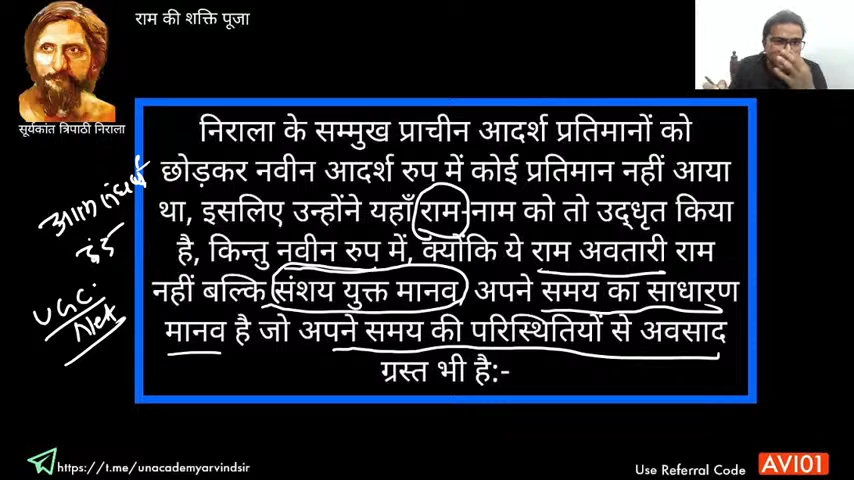 राम की शक्ति पूजा
सूर्यकांत त्रिपाठी निराला
निराला के सम्मुख प्राचीन आदर्श प्रतिमानों को
छोड़कर नवीन आदर्श रुप में कोई प्रतिमान नहीं आया
था, इसलिए उन्होंने यहाँ राम नाम को तो उद्धृत किया
है, किन्तु नवीन रुप में, क्योंकि ये राम अवतारी राम
नहीं बल्कि संशय युक्त मानव, अपने समय का साधारण
मानव है जो अपने समय की परिस्थितियों से अवसाद
ग्रस्त भी है:-
UGC
Net
https://t.me/unacademyarvindsir
Use Referral Code
AVI01